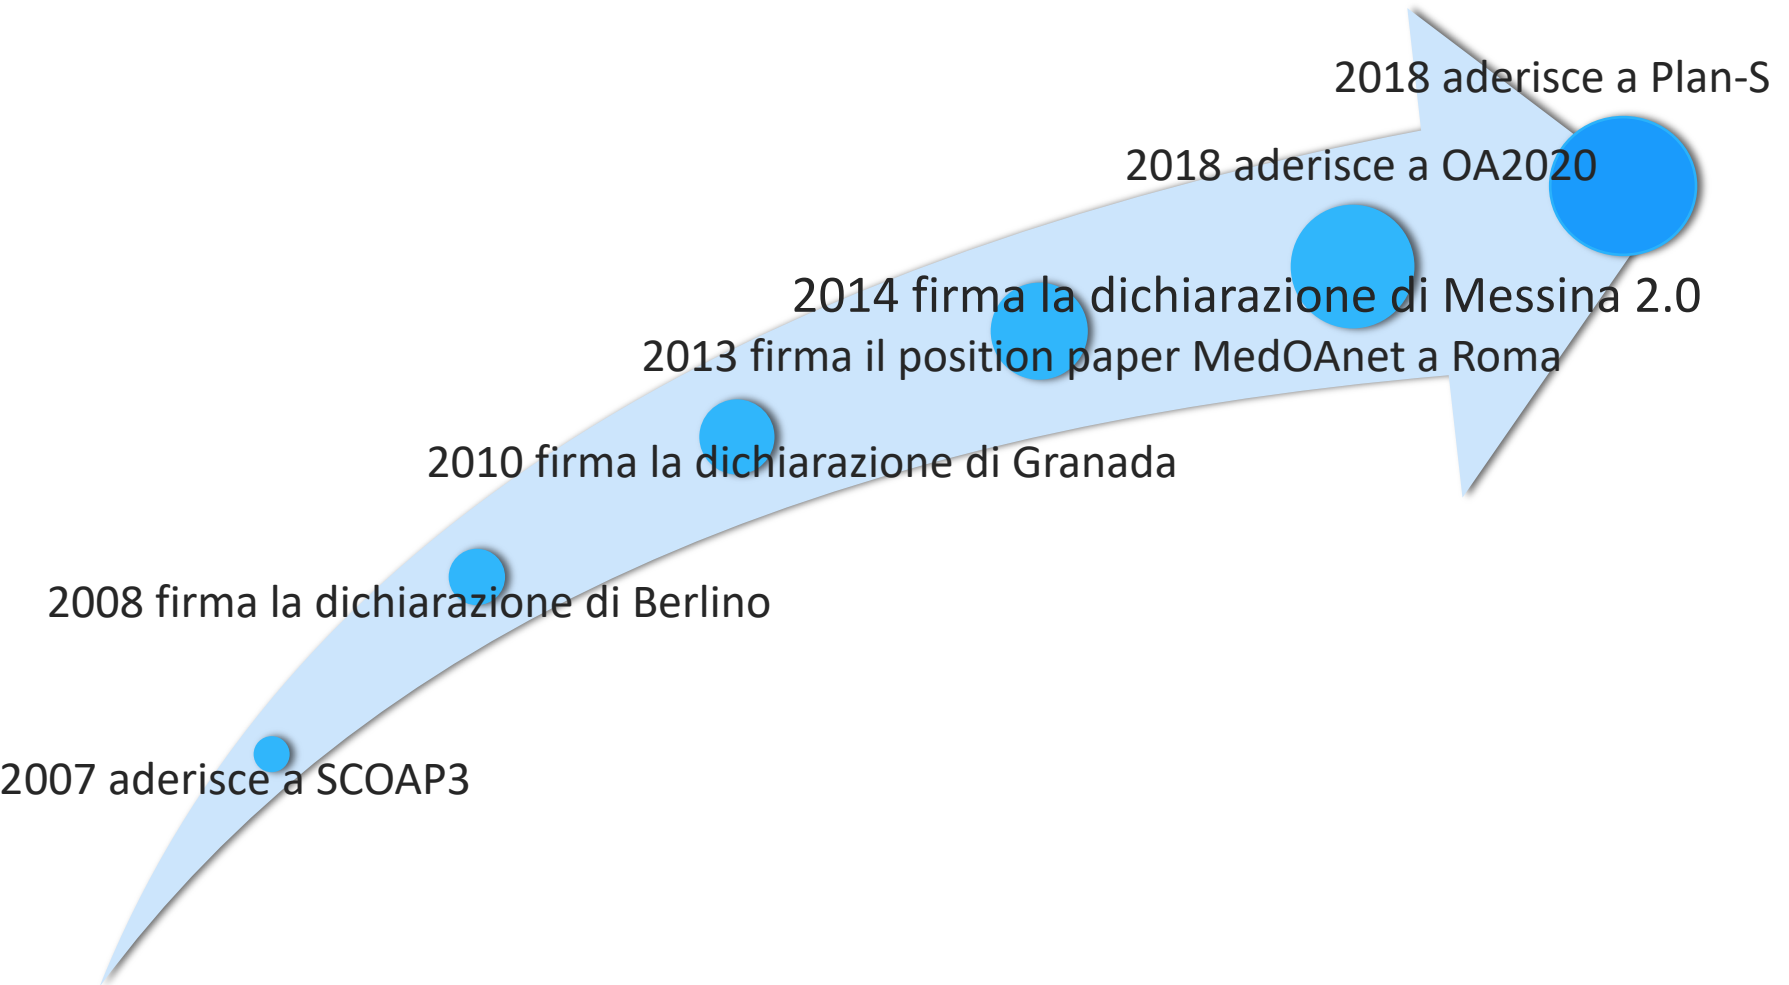 2018 aderisce a Plan-S
2018 aderisce a OA2020
2014 firma la dichiarazione di Messina 2.0
2013 firma il position paper MedOAnet a Roma
2010 firma la dichiarazione di Granada
2008 firma la dichiarazione di Berlino
2007 aderisce a SCOAP3